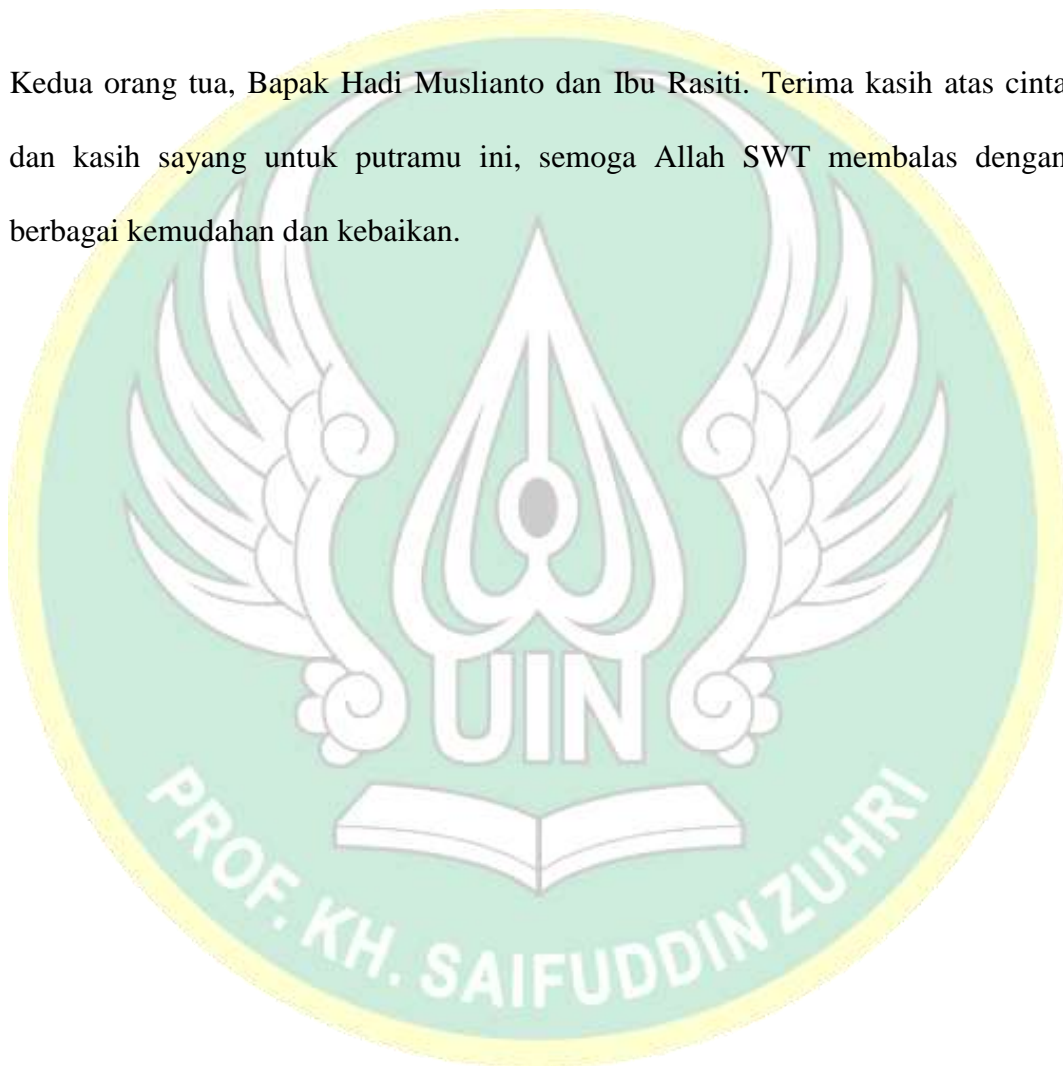 Kedua orang tua, Bapak Hadi Muslianto dan Ibu Rasiti. Terima kasih atas cinta
dan kasih sayang untuk putramu ini, semoga Allah SWT membalas dengan
berbagai kemudahan dan kebaikan.
UIN
PROF. KH. SAIFUDDIN ZUHRI